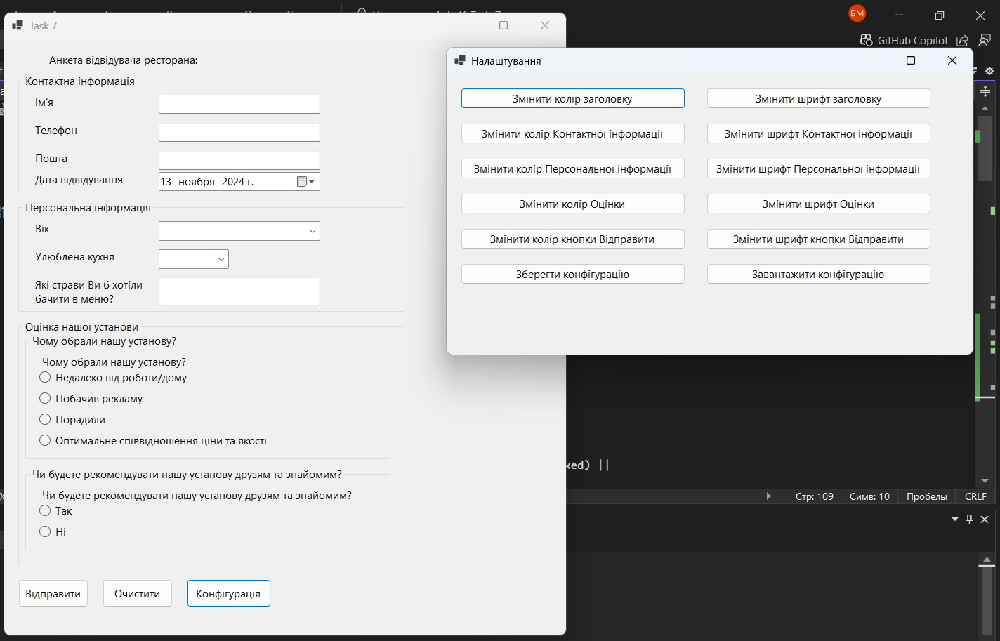 БМ
GitHub Copilot
Task 7
Анкета відвідувача ресторана:
Контактна інформація
Ім'я
Телефон
Пошта
Дата відвідування
13 ноября 2024 г.
Персональна інформація
Вік
Улюблена кухня
Які страви Ви б хотіли
бачити в меню?
Оцінка нашої установи
Чому обрали нашу установу?
Чому обрали нашу установу?
Недалеко від роботи/дому
Побачив рекламу
Порадили
Оптимальне співвідношення ціни та якості
Чи будете рекомендувати нашу установу друзям та знайомим?
Чи будете рекомендувати нашу установу друзям та знайомим?
Так
Ні
Відправити
Очистити
Конфігурація
Налаштування
Змінити колір заголовку
Змінити шрифт заголовку
Змінити колір Контактної інформації
Змінити шрифт Контактної інформації
Змінити колір Персональної інформації
Змінити шрифт Персональної інформації
Змінити колір Оцінки
Змінити шрифт Оцінки
Змінити колір кнопки Відправити
Змінити шрифт кнопки Відправити
Зберегти конфігурацію
Завантажити конфігурацію
ked) ||
Стр: 109
Симв: 10
Пробелы
CRLF